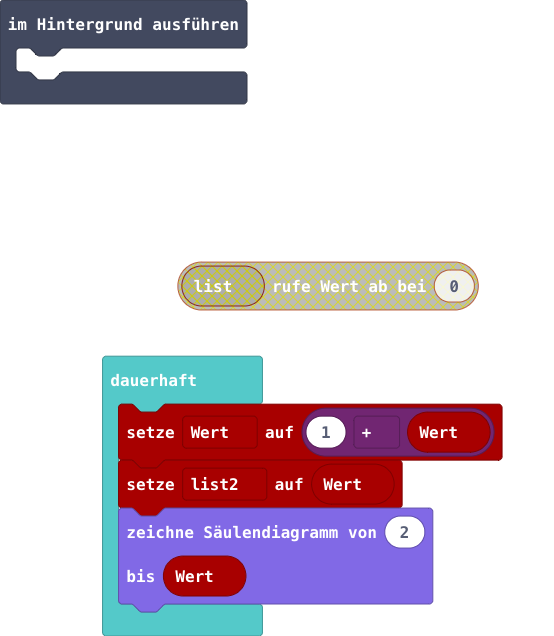 im Hintergrund ausführen
list rufe Wert ab bei 0
dauerhaft
setze Wert auf 1 + Wert
setze list2 auf Wert
zeichne Säulendiagramm von 2
bis Wert